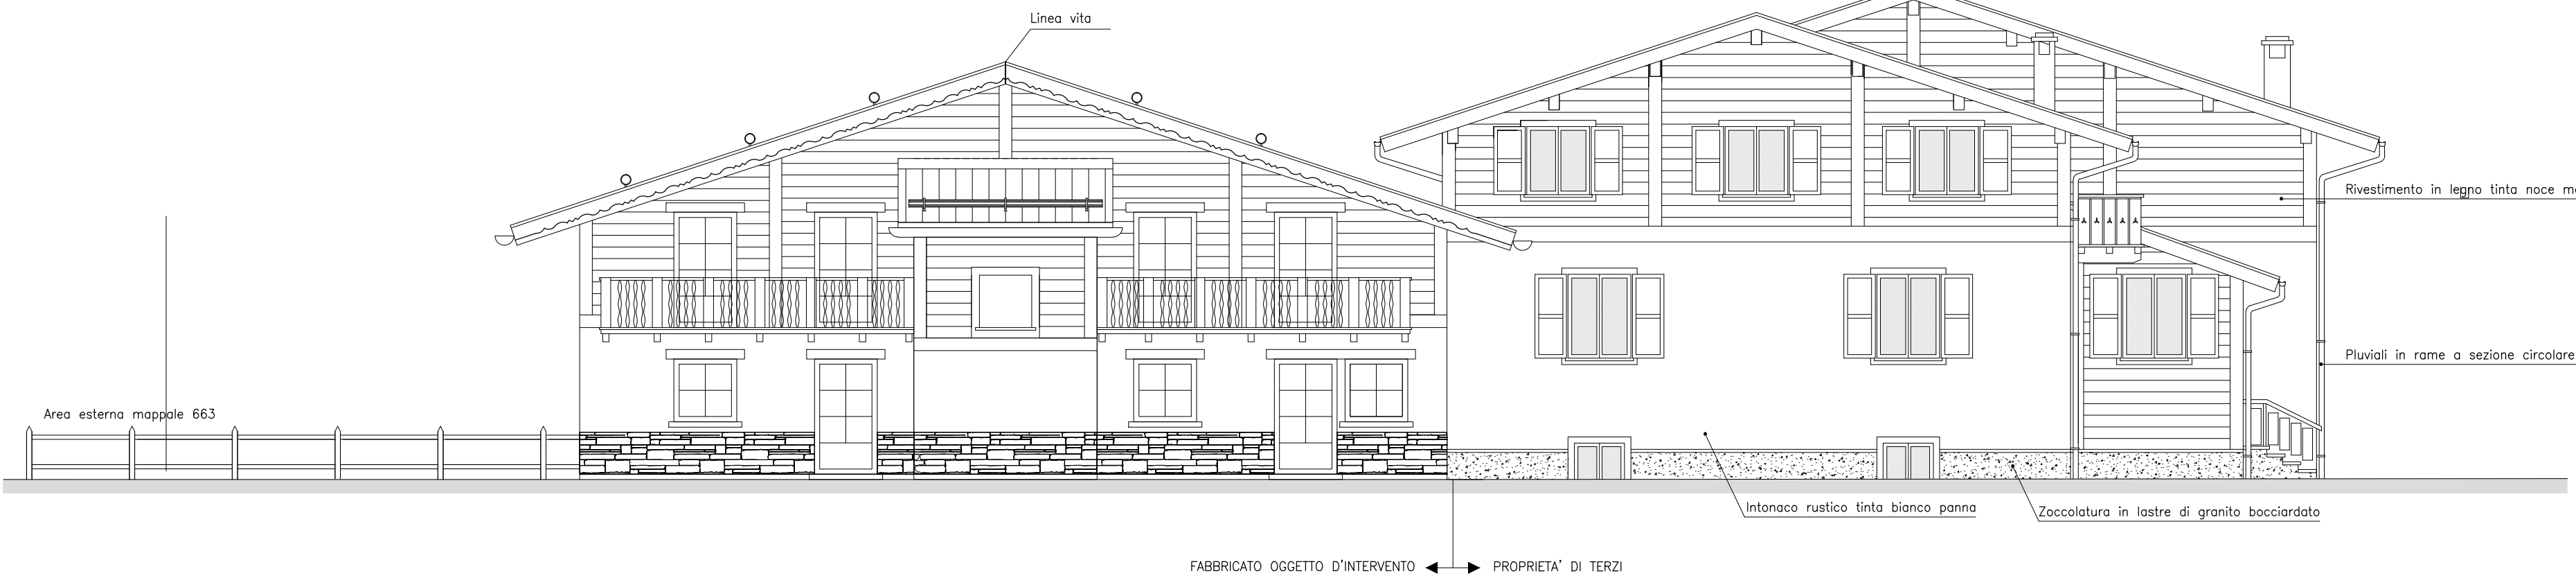 Linea vita
Rivestimento in legno tinta noce
Pluviali in rame a sezione circolare
Area esterna mappale 663
Intonaco rustico tinta bianco panna
Zoccolatura in lastre di granito bocciardato
FABBRICATO OGGETTO D'INTERVENTO
PROPRIETA' DI TERZI